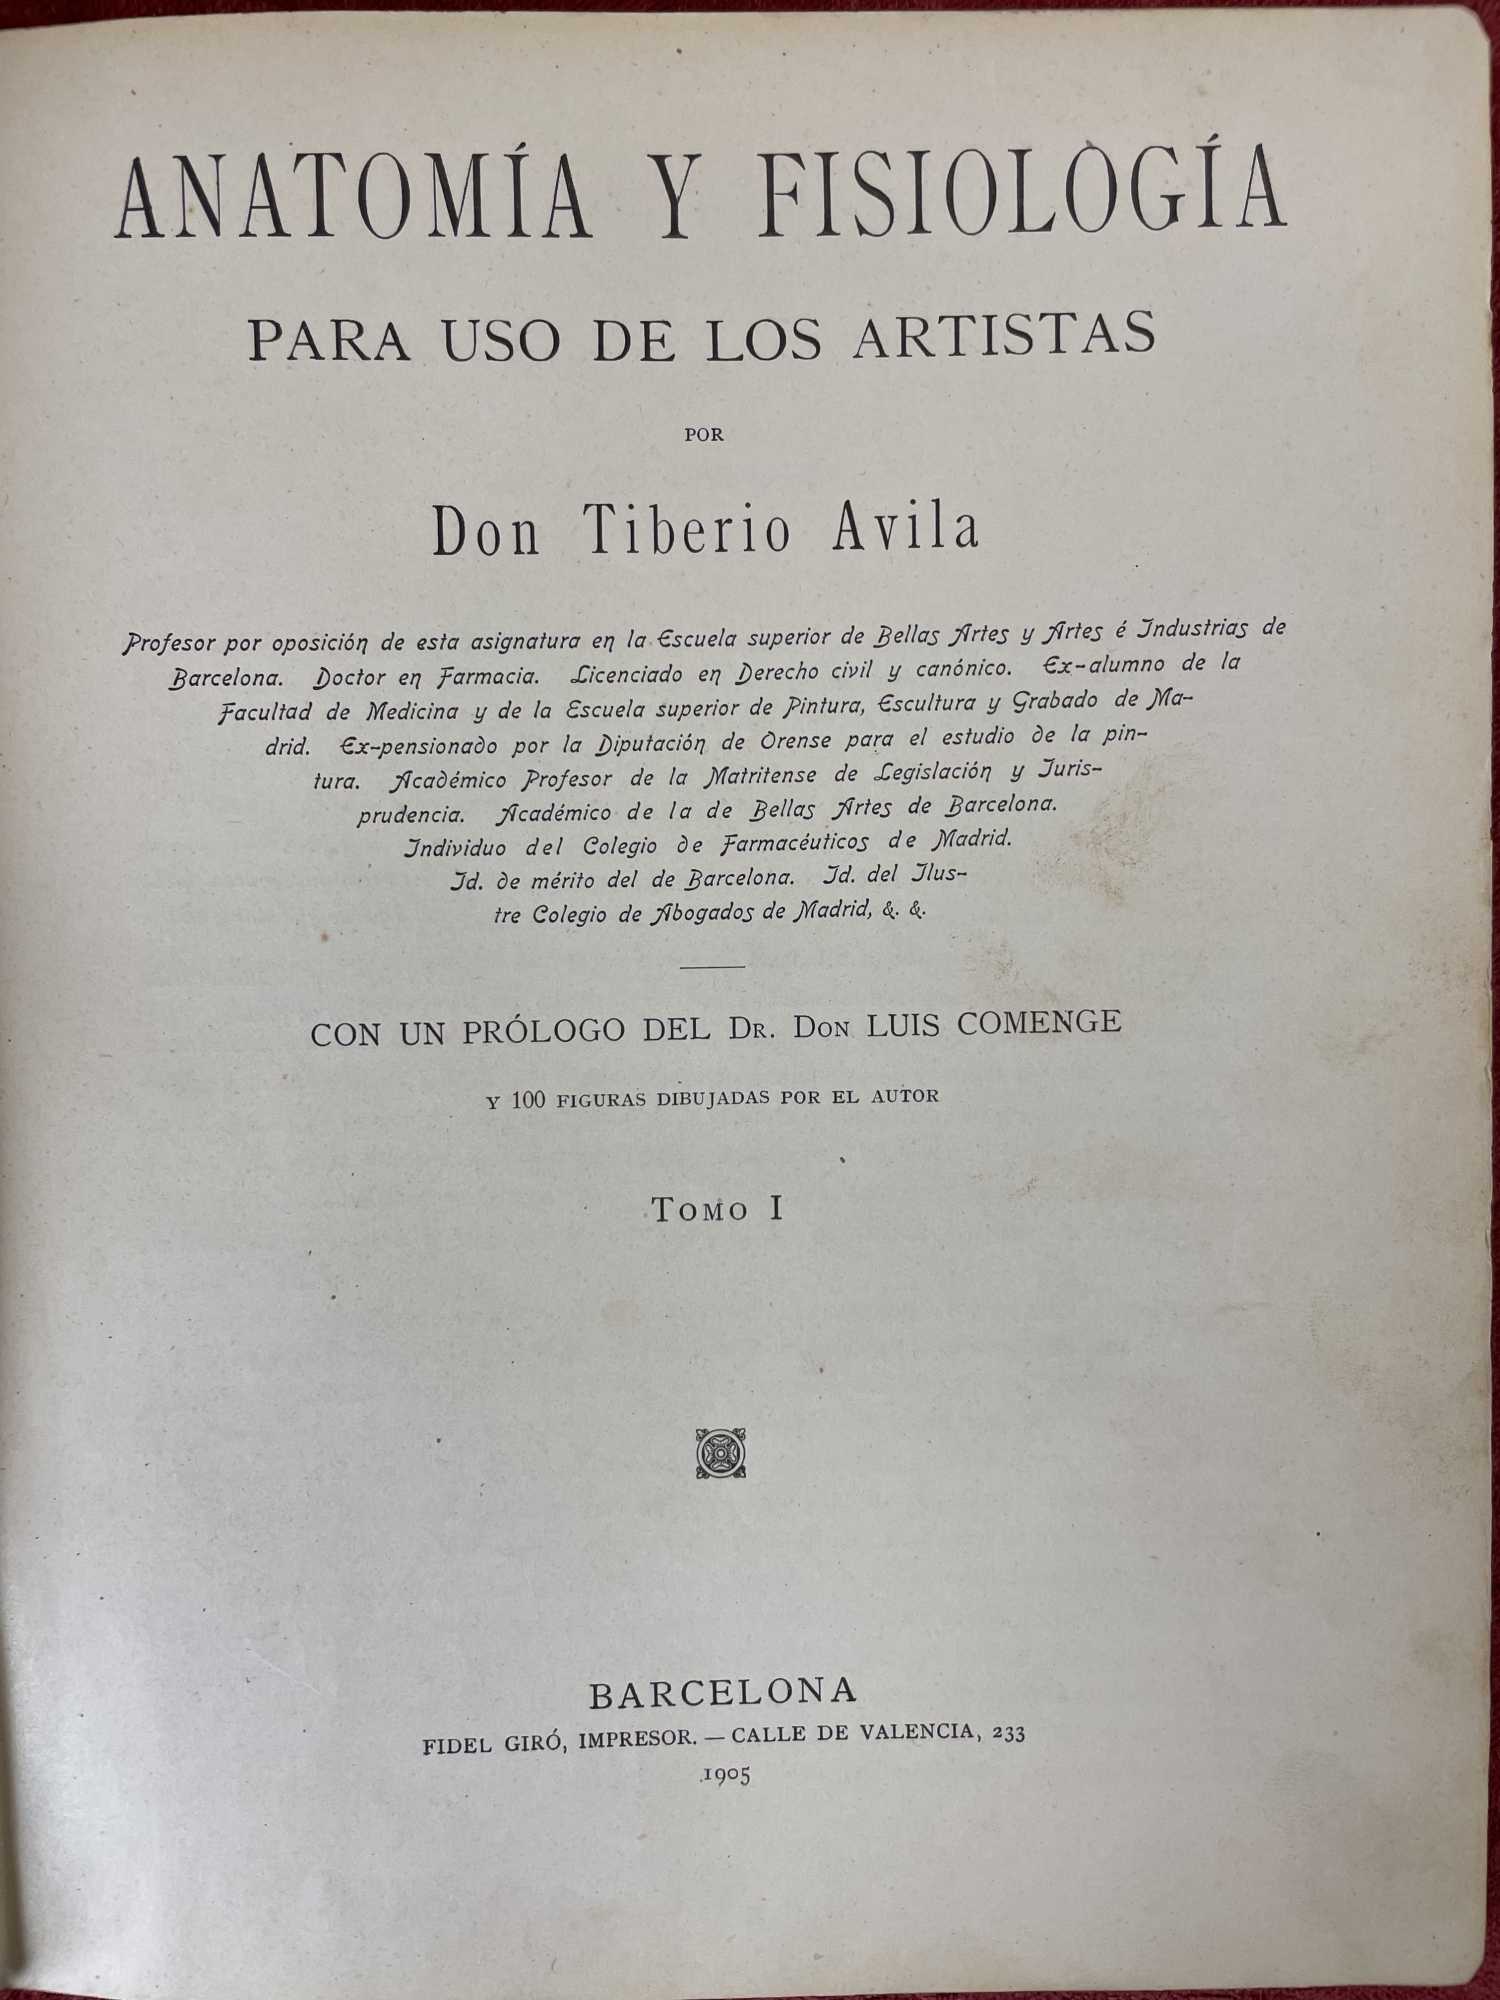 ANATOMÍA Y FISIOLOGÍA
PARA USO DE LOS ARTISTAS
POR
Don Tiberio Avila
Profesor por oposición de esta asignatura en la Escuela superior de Bellas Artes y Artes é Industrias de
Barcelona. Doctor en Farmacia. Licenciado en Derecho civil y canónico. Ex-alumno de la
Facultad de Medicina y de la Escuela superior de Pintura, Escultura y Grabado de Ma-
drid. Ex-pensionado por la Diputación de Orense para el estudio de la pin-
tura. Académico Profesor de la Matritense de Legislación y Juris-
prudencia. Académico de la de Bellas Artes de Barcelona.
Individuo del Colegio de Farmacéuticos de Madrid.
Id. de mérito del de Barcelona. Id. del Ilus-
tre Colegio de Abogados de Madrid, &. &.
CON UN PRÓLOGO DEL DR. DON LUIS COMENGE
Y 100 FIGURAS DIBUJADAS POR EL AUTOR
TOMO I
BARCELONA
FIDEL GIRÓ, IMPRESOR. — CALLE DE VALENCIA, 233
1905